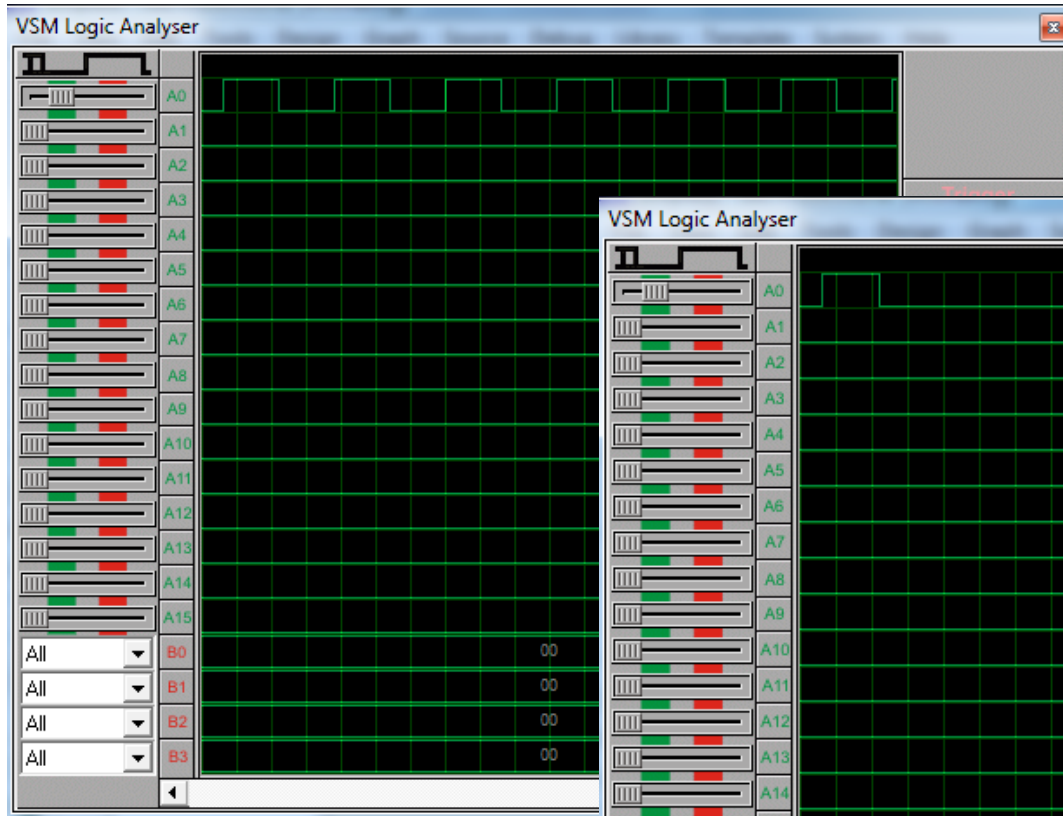 VSM Logic Analyser
A0
A1
A2
A3
A4
A5
A6
A7
A8
A9
A10
A11
A12
A13
A14
A15
All B0 00
All B1 00
All B2 00
All B3 00
Trigger
VSM Logic Analyser
A0
A1
A2
A3
A4
A5
A6
A7
A8
A9
A10
A11
A12
A13
A14